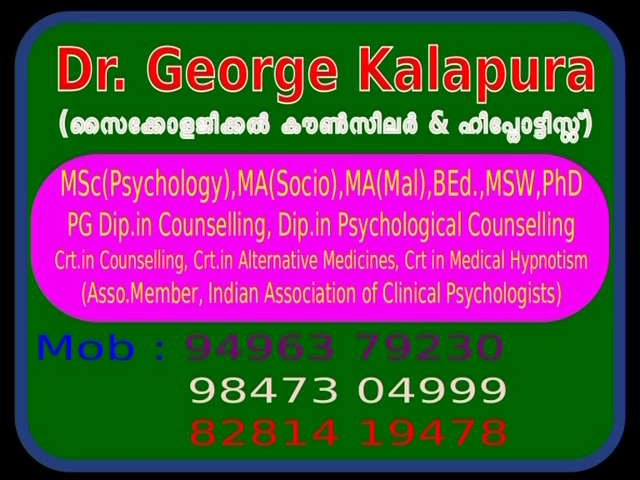 Dr. George Kalapura
(സൈക്കോളജിക്കൽ കൗൺസിലർ & ഹിപ്നോട്ടിസ്റ്റ്)
MSc(Psychology),MA(Socio),MA(Mal),BEd.,MSW,PhD
PG Dip.in Counselling, Dip.in Psychological Counselling
Crt.in Counselling, Crt.in Alternative Medicines, Crt in Medical Hypnotism
(Asso.Member, Indian Association of Clinical Psychologists)
Mob : 94963 79230
98473 04999
82814 19478